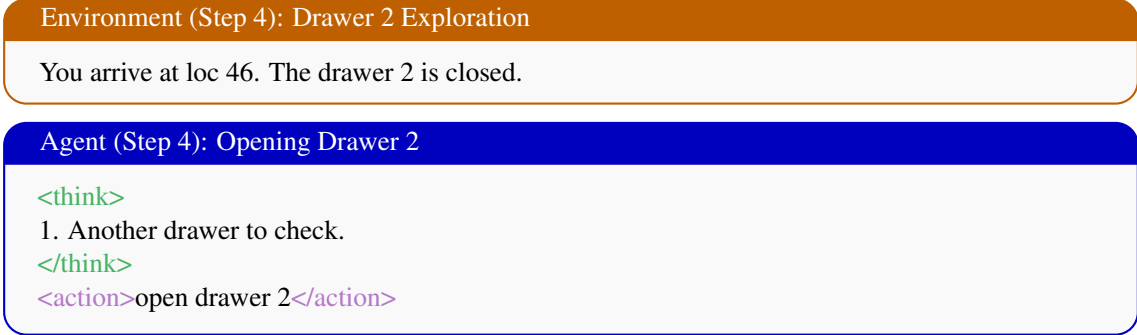 Environment (Step 4): Drawer 2 Exploration
You arrive at loc 46. The drawer 2 is closed.
Agent (Step 4): Opening Drawer 2
<think>
1. Another drawer to check.
</think>
<action>open drawer 2</action>